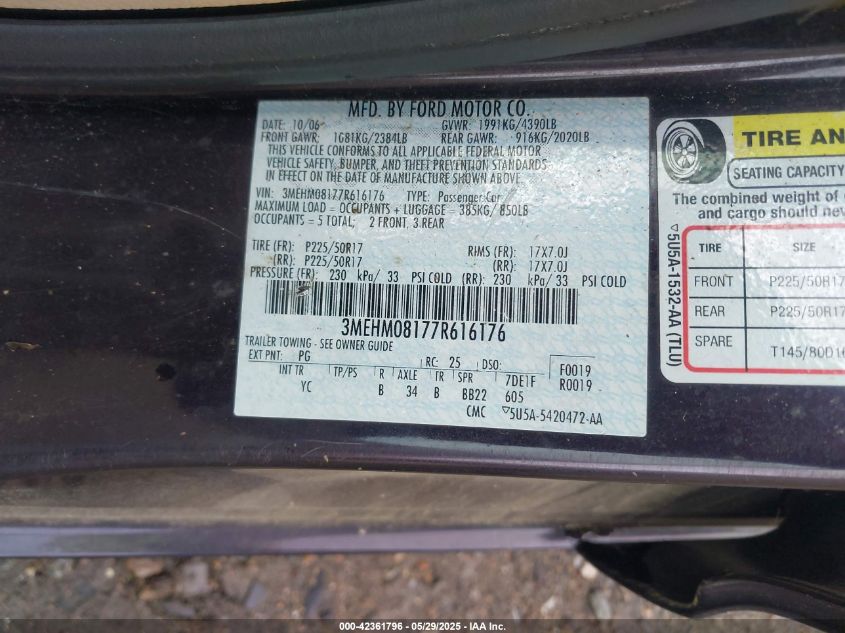 MFD. BY FORD MOTOR CO.
DATE: 10/06 GVWR: 1991KG/4390LB
FRONT GAWR: 1081KG/2384LB REAR GAWR: 916KG/2020LB
THIS VEHICLE CONFORMS TO ALL APPLICABLE FEDERAL MOTOR
VEHICLE SAFETY, BUMPER, AND THEFT PREVENTION STANDARDS
IN EFFECT ON THE DATE OF MANUFACTURE SHOWN ABOVE.
VIN: 3MEHM08177R616176 TYPE: Passenger Car
MAXIMUM LOAD = OCCUPANTS + LUGGAGE = 385KG/ 850LB
OCCUPANTS = 5 TOTAL; 2 FRONT, 3 REAR
TIRE (FR): P225/50R17 RIMS (FR): 17X7.0J
(RR): P225/50R17 (RR): 17X7.0J
PRESSURE (FR): 230 kPa/ 33 PSI COLD (RR): 230 kPa/ 33 PSI COLD
3MEHM08177R616176
TRAILER TOWING - SEE OWNER GUIDE
EXT PNT: PG RC: 25 DSO: F0019
INT TR TP/PS R AXLE TR SPR 7DE1F R0019
YC B 34 B BB22 605
CMC ▽5U5A-5420472-AA
TIRE AN
SEATING CAPACITY
The combined weight of
and cargo should nev
TIRE SIZE
FRONT P225/50R17
REAR P225/50R17
SPARE T145/80D16
▽5U5A-1532-AA (TLU)
000-42361796 - 05/29/2025 - IAA Inc.